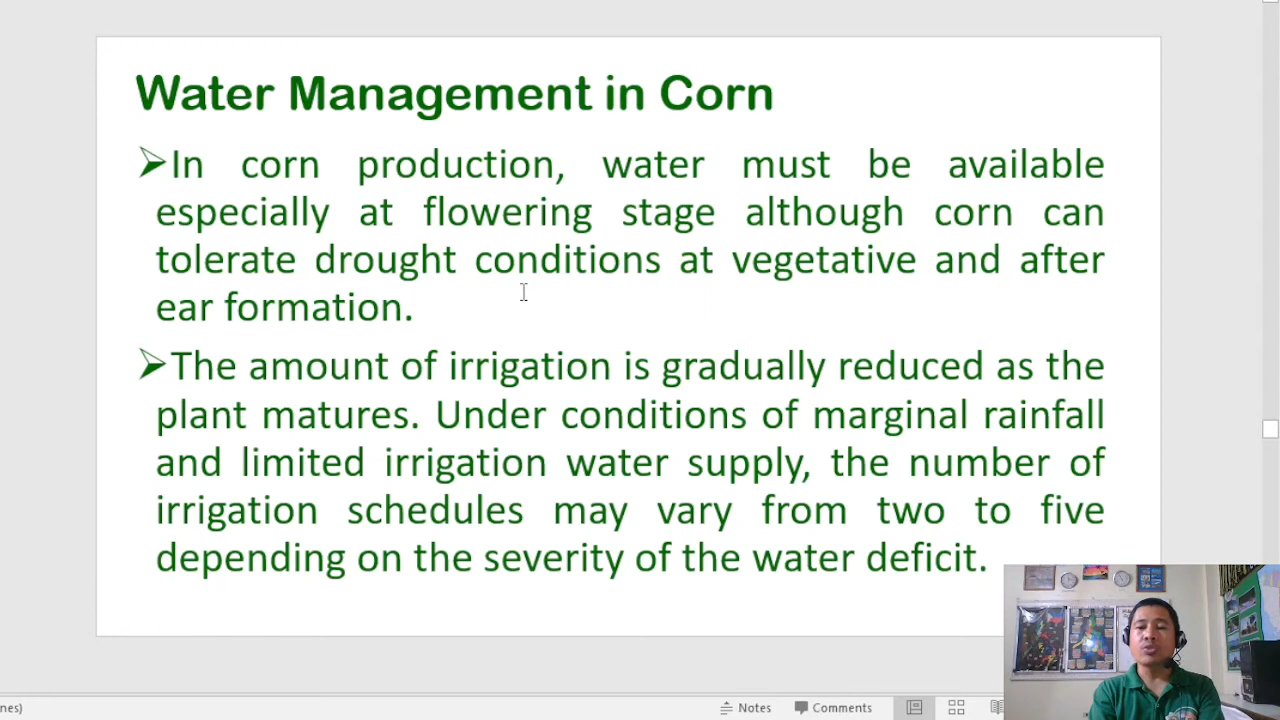 Water Management in Corn
➢In corn production, water must be available
especially at flowering stage although corn can
tolerate drought conditions at vegetative and after
ear formation.
➢The amount of irrigation is gradually reduced as the
plant matures. Under conditions of marginal rainfall
and limited irrigation water supply, the number of
irrigation schedules may vary from two to five
depending on the severity of the water deficit.
nes) Notes Comments